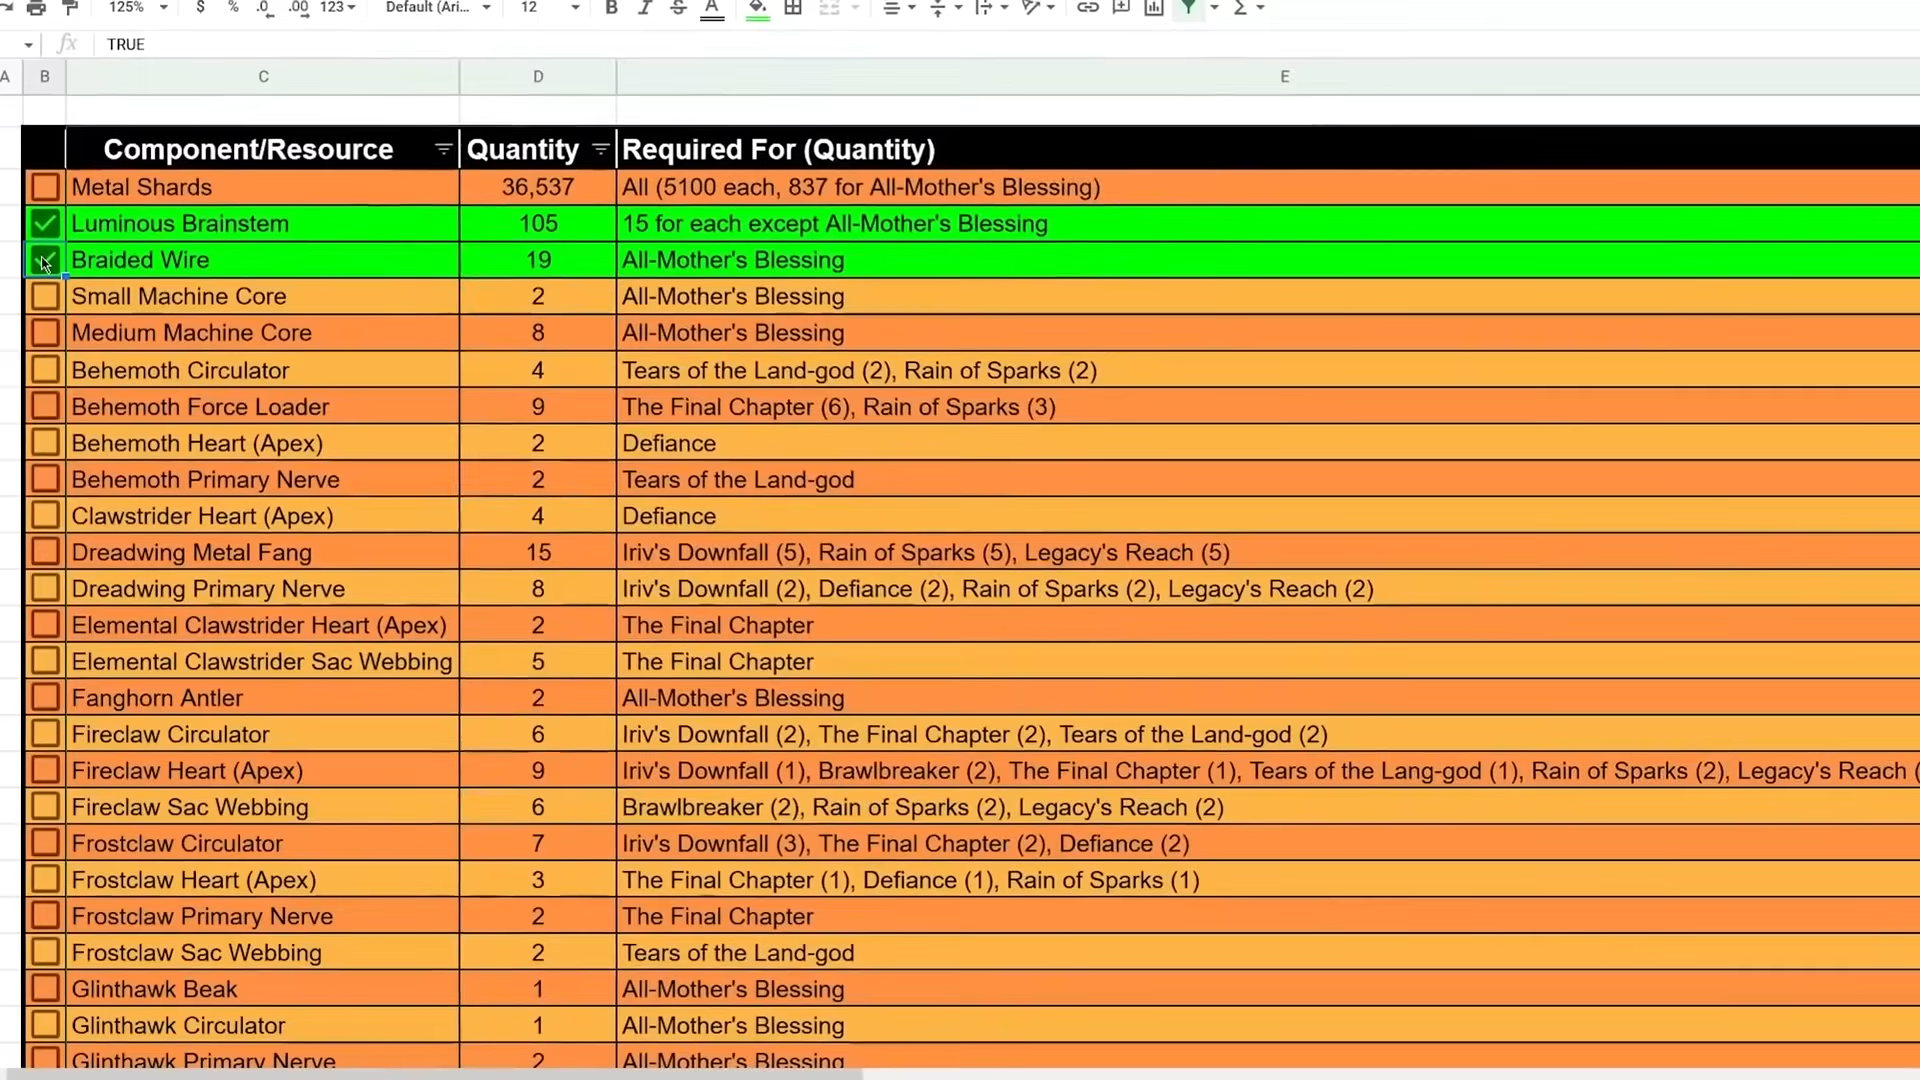 125% $ % .0 .00 123 Default (Ari... 12 B I S A Σ
fx TRUE
A B C D E
Component/Resource Quantity Required For (Quantity)
Metal Shards 36,537 All (5100 each, 837 for All-Mother's Blessing)
Luminous Brainstem 105 15 for each except All-Mother's Blessing
Braided Wire 19 All-Mother's Blessing
Small Machine Core 2 All-Mother's Blessing
Medium Machine Core 8 All-Mother's Blessing
Behemoth Circulator 4 Tears of the Land-god (2), Rain of Sparks (2)
Behemoth Force Loader 9 The Final Chapter (6), Rain of Sparks (3)
Behemoth Heart (Apex) 2 Defiance
Behemoth Primary Nerve 2 Tears of the Land-god
Clawstrider Heart (Apex) 4 Defiance
Dreadwing Metal Fang 15 Iriv's Downfall (5), Rain of Sparks (5), Legacy's Reach (5)
Dreadwing Primary Nerve 8 Iriv's Downfall (2), Defiance (2), Rain of Sparks (2), Legacy's Reach (2)
Elemental Clawstrider Heart (Apex) 2 The Final Chapter
Elemental Clawstrider Sac Webbing 5 The Final Chapter
Fanghorn Antler 2 All-Mother's Blessing
Fireclaw Circulator 6 Iriv's Downfall (2), The Final Chapter (2), Tears of the Land-god (2)
Fireclaw Heart (Apex) 9 Iriv's Downfall (1), Brawlbreaker (2), The Final Chapter (1), Tears of the Lang-god (1), Rain of Sparks (2), Legacy's Reach (
Fireclaw Sac Webbing 6 Brawlbreaker (2), Rain of Sparks (2), Legacy's Reach (2)
Frostclaw Circulator 7 Iriv's Downfall (3), The Final Chapter (2), Defiance (2)
Frostclaw Heart (Apex) 3 The Final Chapter (1), Defiance (1), Rain of Sparks (1)
Frostclaw Primary Nerve 2 The Final Chapter
Frostclaw Sac Webbing 2 Tears of the Land-god
Glinthawk Beak 1 All-Mother's Blessing
Glinthawk Circulator 1 All-Mother's Blessing
Glinthawk Primary Nerve 2 All-Mother's Blessing